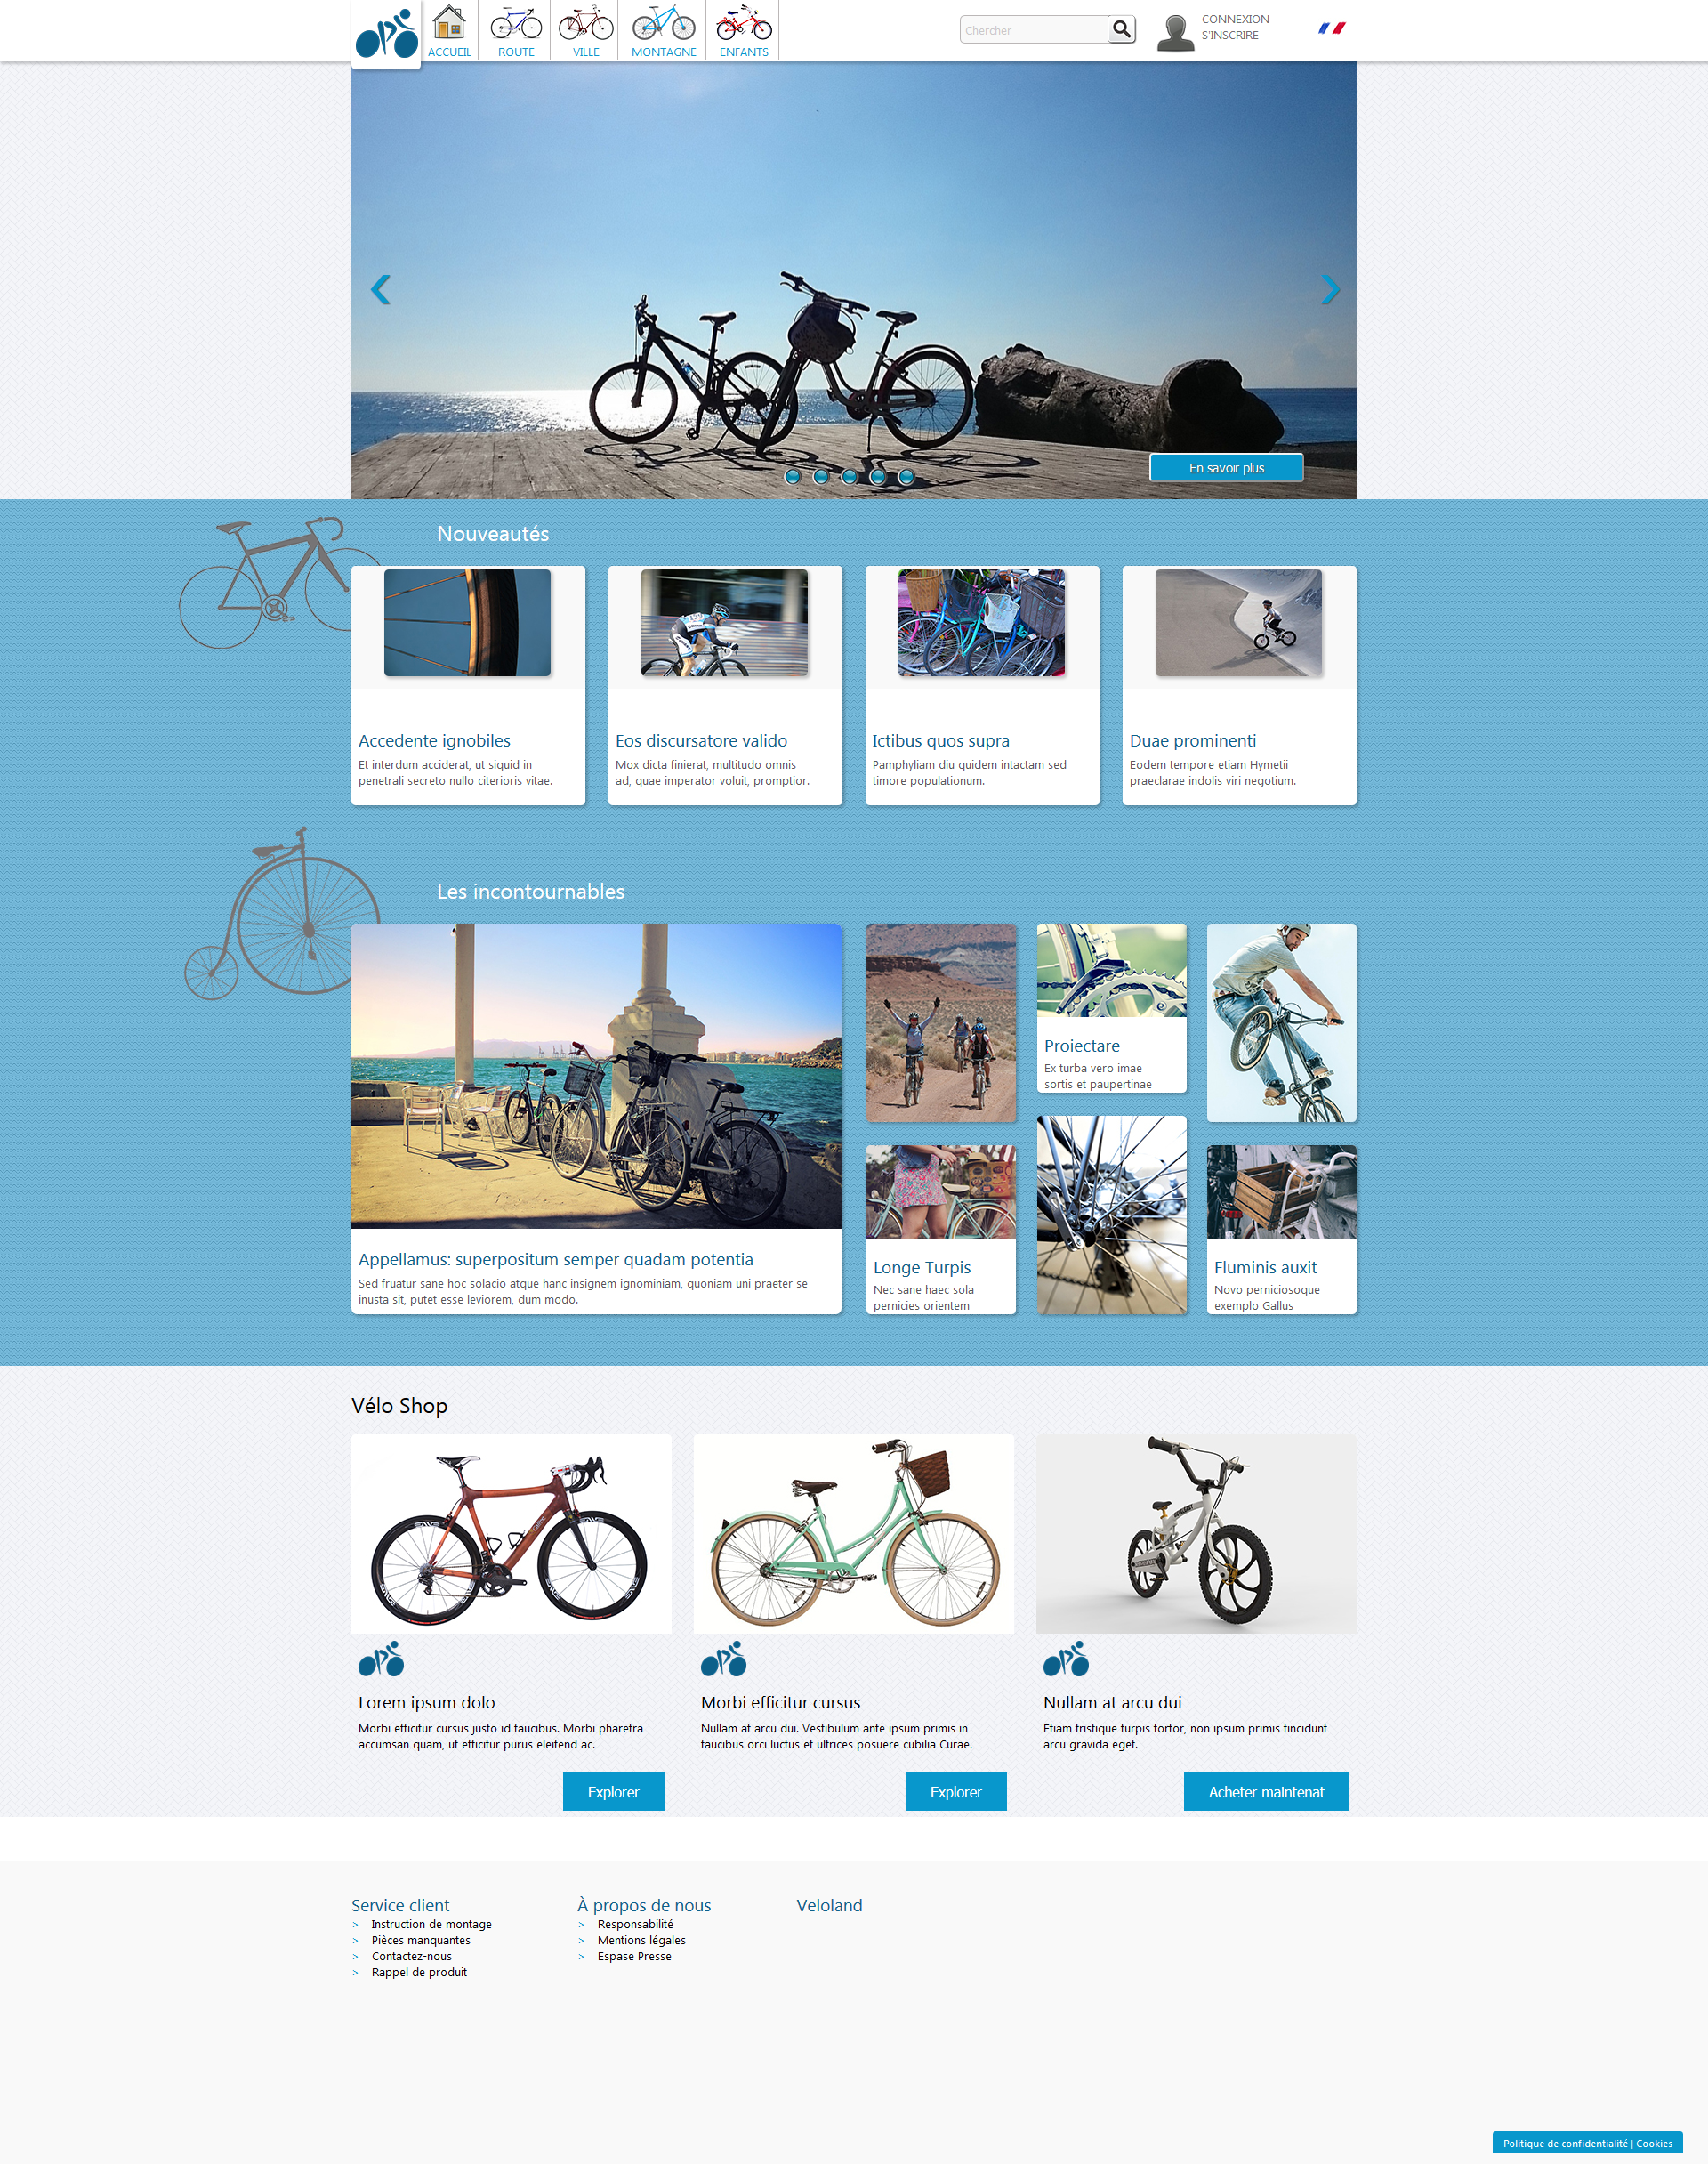 ACCUEIL
ROUTE
VILLE
MONTAGNE
ENFANTS
Chercher
CONNEXION
S'INSCRIRE
En savoir plus
Nouveautés
Accedente ignobiles
Et interdum acciderat, ut siquid in
penetrali secreto nullo citerioris vitae.
Eos discursatore valido
Mox dicta finierat, multitudo omnis
ad, quae imperator voluit, promptior.
Ictibus quos supra
Pamphyliam diu quidem intactam sed
timore populationum.
Duae prominenti
Eodem tempore etiam Hymetii
praeclarae indolis viri negotium.
Les incontournables
Appellamus: superpositum semper quadam potentia
Sed fruatur sane hoc solacio atque hanc insignem ignominiam, quoniam uni praeter se
inusta sit, putet esse leviorem, dum modo.
Proiectare
Ex turba vero imae
sortis et paupertinae
Longe Turpis
Nec sane haec sola
pernicies orientem
Fluminis auxit
Novo perniciosoque
exemplo Gallus
Vélo Shop
Lorem ipsum dolo
Morbi efficitur cursus justo id faucibus. Morbi pharetra
accumsan quam, ut efficitur purus eleifend ac.
Explorer
Morbi efficitur cursus
Nullam at arcu dui. Vestibulum ante ipsum primis in
faucibus orci luctus et ultrices posuere cubilia Curae.
Explorer
Nullam at arcu dui
Etiam tristique turpis tortor, non ipsum primis tincidunt
arcu gravida eget.
Acheter maintenat
Service client
> Instruction de montage
> Pièces manquantes
> Contactez-nous
> Rappel de produit
À propos de nous
> Responsabilité
> Mentions légales
> Espase Presse
Veloland
Politique de confidentialité | Cookies